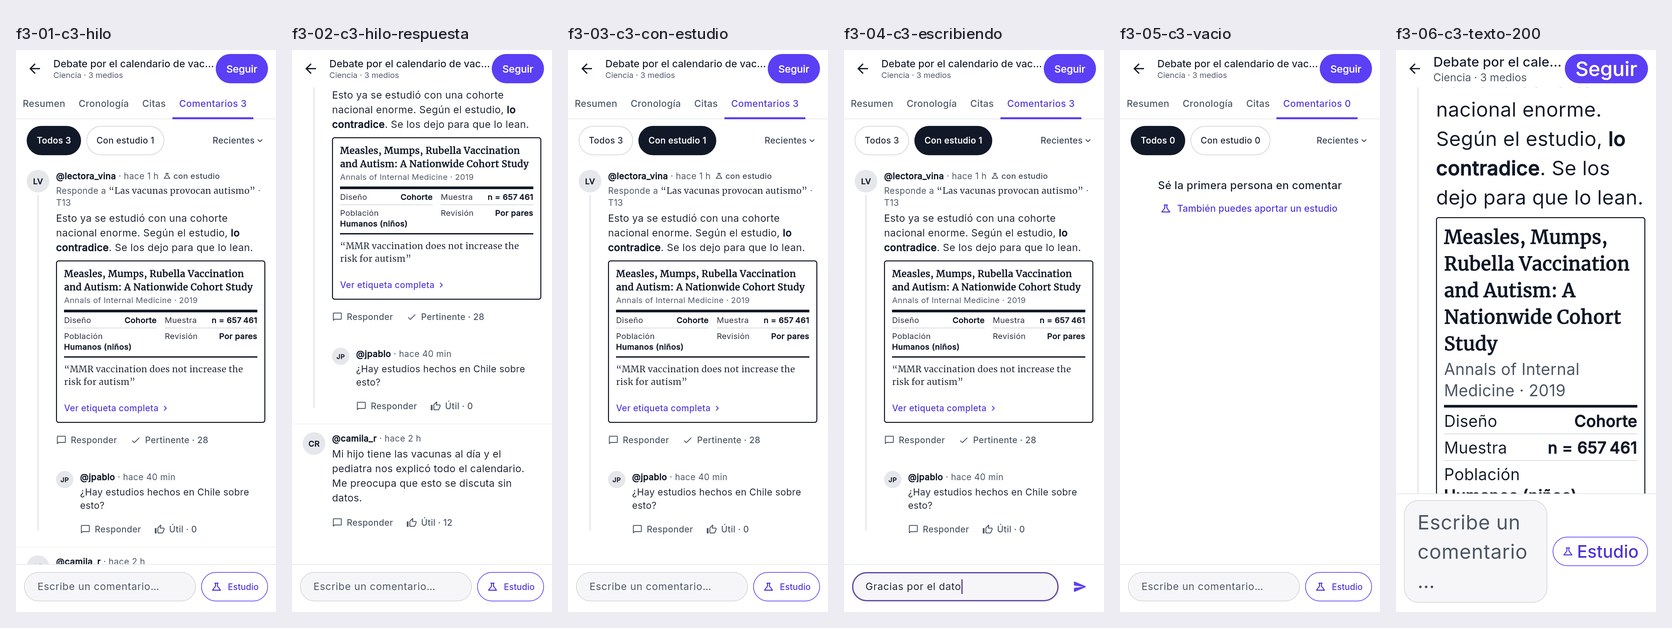 f3-01-c3-hilo
Debate por el calendario de vac...
Ciencia · 3 medios
Seguir
Resumen Cronología Citas Comentarios 3
Todos 3 Con estudio 1 Recientes
LV @lectora_vina · hace 1 h con estudio
Responde a “Las vacunas provocan autismo” ·
T13
Esto ya se estudió con una cohorte
nacional enorme. Según el estudio, lo
contradice. Se los dejo para que lo lean.
Measles, Mumps, Rubella Vaccination
and Autism: A Nationwide Cohort Study
Annals of Internal Medicine · 2019
Diseño Cohorte Muestra n = 657 461
Población Revisión Por pares
Humanos (niños)
“MMR vaccination does not increase the
risk for autism”
Ver etiqueta completa
Responder Pertinente · 28
JP @jpablo · hace 40 min
¿Hay estudios hechos en Chile sobre
esto?
Responder Útil · 0
@camila_r · hace 2 h
Escribe un comentario... Estudio
f3-02-c3-hilo-respuesta
Debate por el calendario de vac...
Ciencia · 3 medios
Seguir
Resumen Cronología Citas Comentarios 3
Esto ya se estudió con una cohorte
nacional enorme. Según el estudio, lo
contradice. Se los dejo para que lo lean.
Measles, Mumps, Rubella Vaccination
and Autism: A Nationwide Cohort Study
Annals of Internal Medicine · 2019
Diseño Cohorte Muestra n = 657 461
Población Revisión Por pares
Humanos (niños)
“MMR vaccination does not increase the
risk for autism”
Ver etiqueta completa
Responder Pertinente · 28
JP @jpablo · hace 40 min
¿Hay estudios hechos en Chile sobre
esto?
Responder Útil · 0
CR @camila_r · hace 2 h
Mi hijo tiene las vacunas al día y el
pediatra nos explicó todo el calendario.
Me preocupa que esto se discuta sin
datos.
Responder Útil · 12
Escribe un comentario... Estudio
f3-03-c3-con-estudio
Debate por el calendario de vac...
Ciencia · 3 medios
Seguir
Resumen Cronología Citas Comentarios 3
Todos 3 Con estudio 1 Recientes
LV @lectora_vina · hace 1 h con estudio
Responde a “Las vacunas provocan autismo” ·
T13
Esto ya se estudió con una cohorte
nacional enorme. Según el estudio, lo
contradice. Se los dejo para que lo lean.
Measles, Mumps, Rubella Vaccination
and Autism: A Nationwide Cohort Study
Annals of Internal Medicine · 2019
Diseño Cohorte Muestra n = 657 461
Población Revisión Por pares
Humanos (niños)
“MMR vaccination does not increase the
risk for autism”
Ver etiqueta completa
Responder Pertinente · 28
JP @jpablo · hace 40 min
¿Hay estudios hechos en Chile sobre
esto?
Responder Útil · 0
Escribe un comentario... Estudio
f3-04-c3-escribiendo
Debate por el calendario de vac...
Ciencia · 3 medios
Seguir
Resumen Cronología Citas Comentarios 3
Todos 3 Con estudio 1 Recientes
LV @lectora_vina · hace 1 h con estudio
Responde a “Las vacunas provocan autismo” ·
T13
Esto ya se estudió con una cohorte
nacional enorme. Según el estudio, lo
contradice. Se los dejo para que lo lean.
Measles, Mumps, Rubella Vaccination
and Autism: A Nationwide Cohort Study
Annals of Internal Medicine · 2019
Diseño Cohorte Muestra n = 657 461
Población Revisión Por pares
Humanos (niños)
“MMR vaccination does not increase the
risk for autism”
Ver etiqueta completa
Responder Pertinente · 28
JP @jpablo · hace 40 min
¿Hay estudios hechos en Chile sobre
esto?
Responder Útil · 0
Gracias por el dato
f3-05-c3-vacio
Debate por el calendario de vac...
Ciencia · 3 medios
Seguir
Resumen Cronología Citas Comentarios 0
Todos 0 Con estudio 0 Recientes
Sé la primera persona en comentar
También puedes aportar un estudio
Escribe un comentario... Estudio
f3-06-c3-texto-200
Debate por el cale...
Ciencia · 3 medios
Seguir
nacional enorme.
Según el estudio, lo
contradice. Se los
dejo para que lo lean.
Measles, Mumps,
Rubella Vaccination
and Autism: A
Nationwide Cohort
Study
Annals of Internal
Medicine · 2019
Diseño Cohorte
Muestra n = 657 461
Población
Humanos (niños)
Escribe un
comentario
...
Estudio